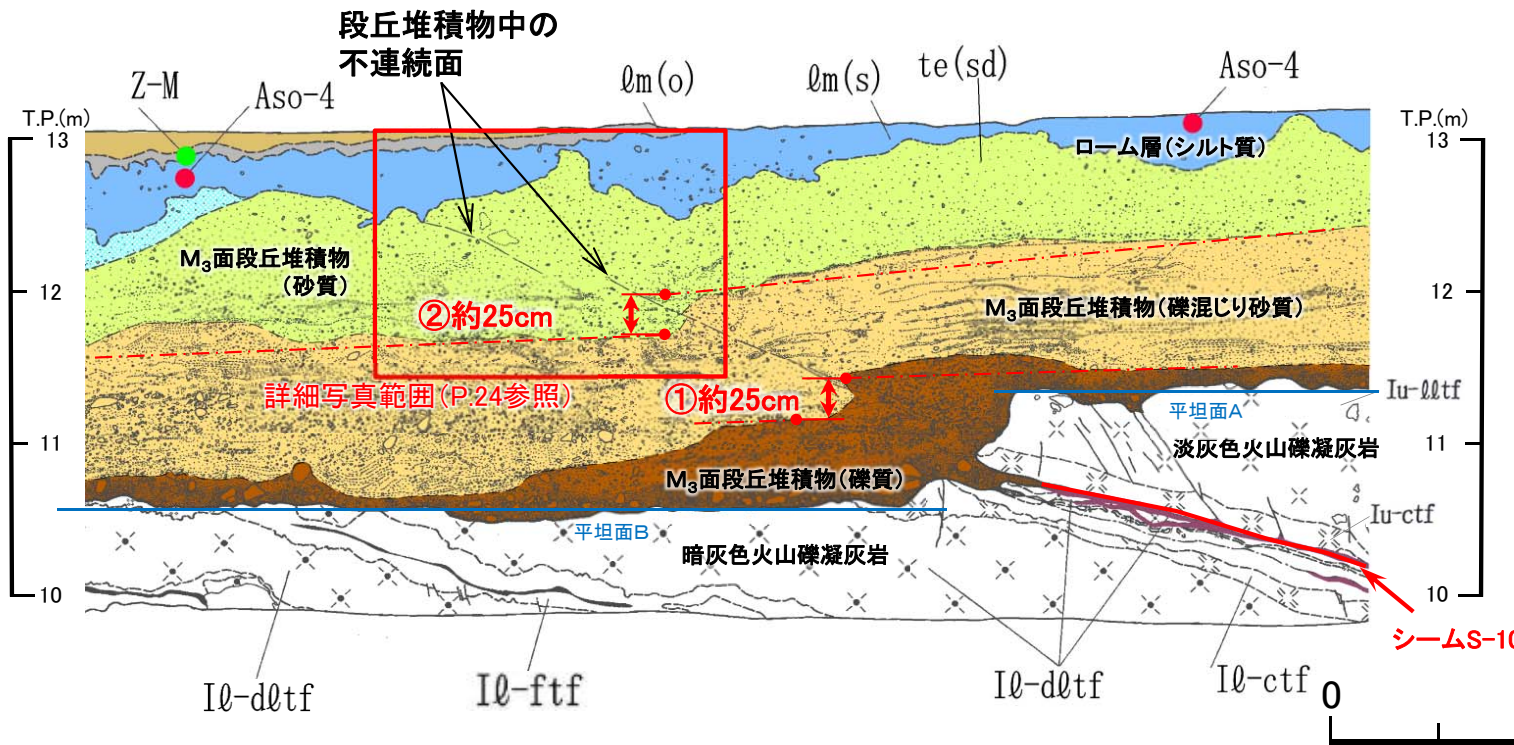 段丘堆積物中の
不連続面
Z-M
Aso-4
ℓm(o)
ℓm(s)
te(sd)
Aso-4
T.P.(m)
T.P.(m)
13
13
ローム層(シルト質)
M₃面段丘堆積物
(砂質)
12
12
②約25cm
M₃面段丘堆積物(礫混じり砂質)
詳細写真範囲(P.24参照)
①約25cm
Iu-ℓℓtf
平坦面A
11
11
淡灰色火山礫凝灰岩
M₃面段丘堆積物(礫質)
Iu-ctf
平坦面B
暗灰色火山礫凝灰岩
10
10
シームS-10
Iℓ-dℓtf
Iℓ-ftf
Iℓ-dℓtf
Iℓ-ctf
0